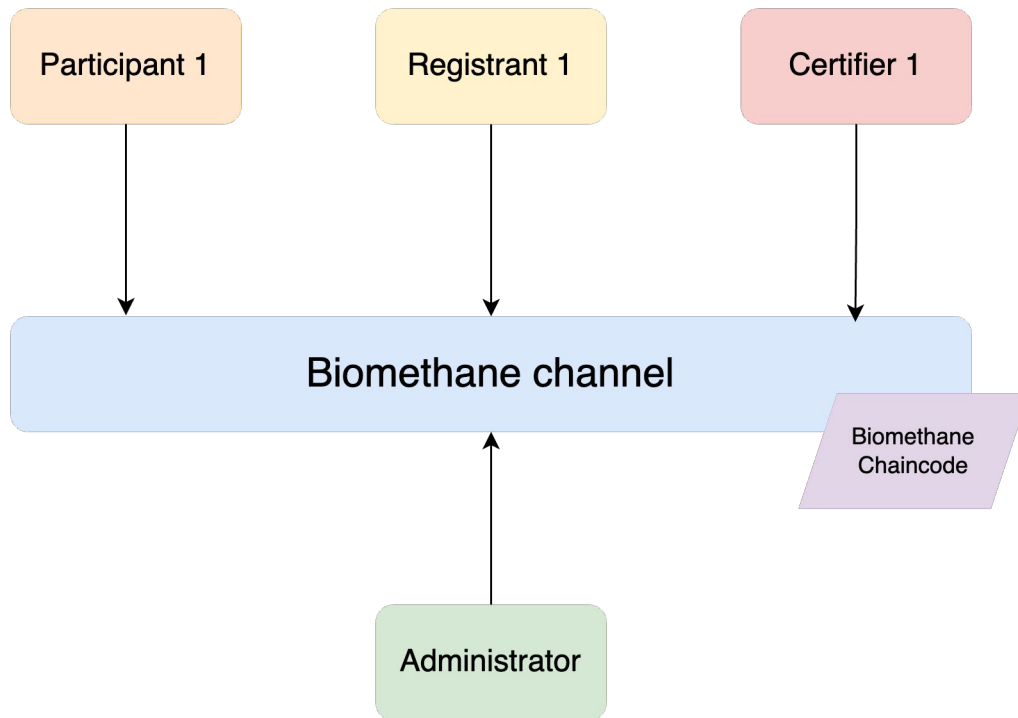 Participant 1
Registrant 1
Certifier 1
Biomethane channel
Biomethane
Chaincode
Administrator